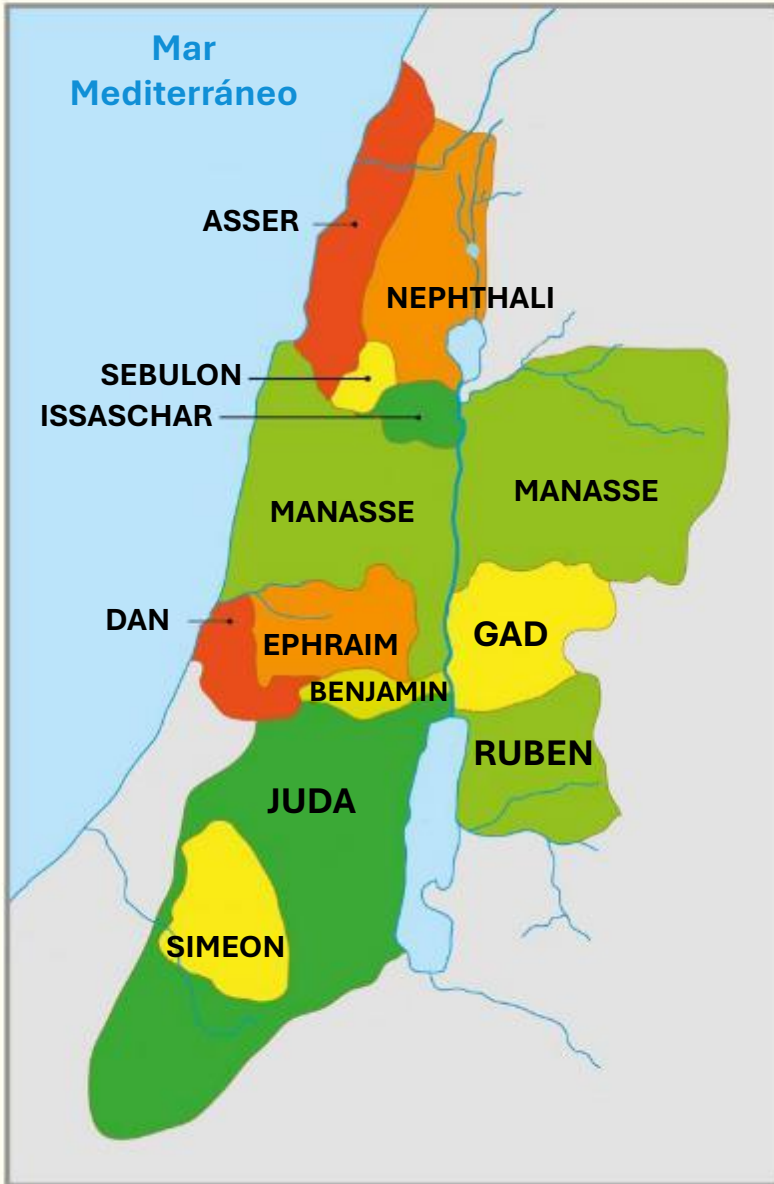 Mar
Mediterráneo
ASSER
NEPHTHALI
SEBULON
ISSASCHAR
MANASSE
MANASSE
DAN
EPHRAIM
GAD
BENJAMIN
RUBEN
JUDA
SIMEON